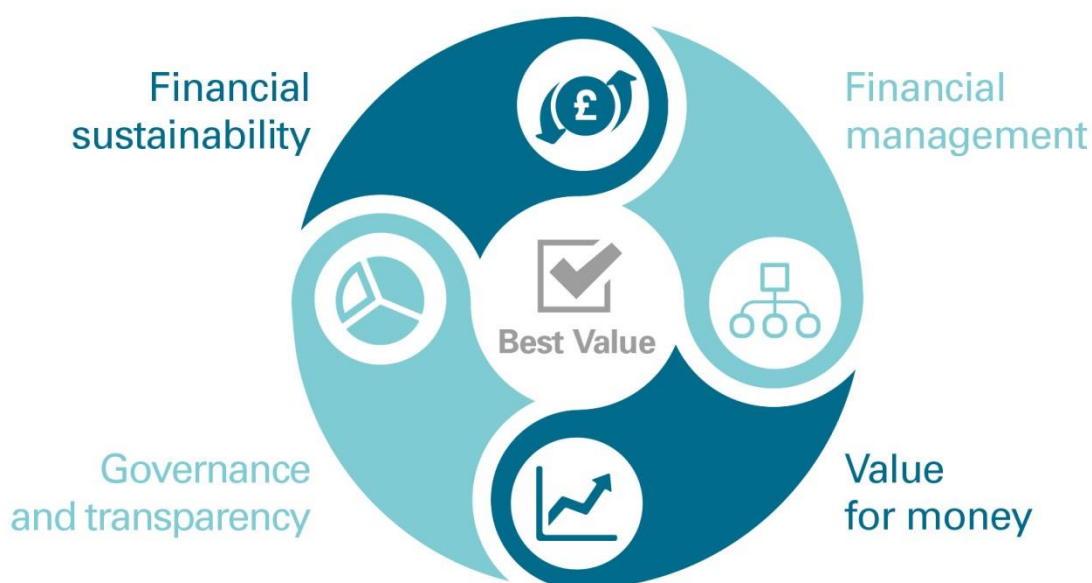 Financial
sustainability
£
Financial
management
Best Value
Governance
and transparency
Value
for money